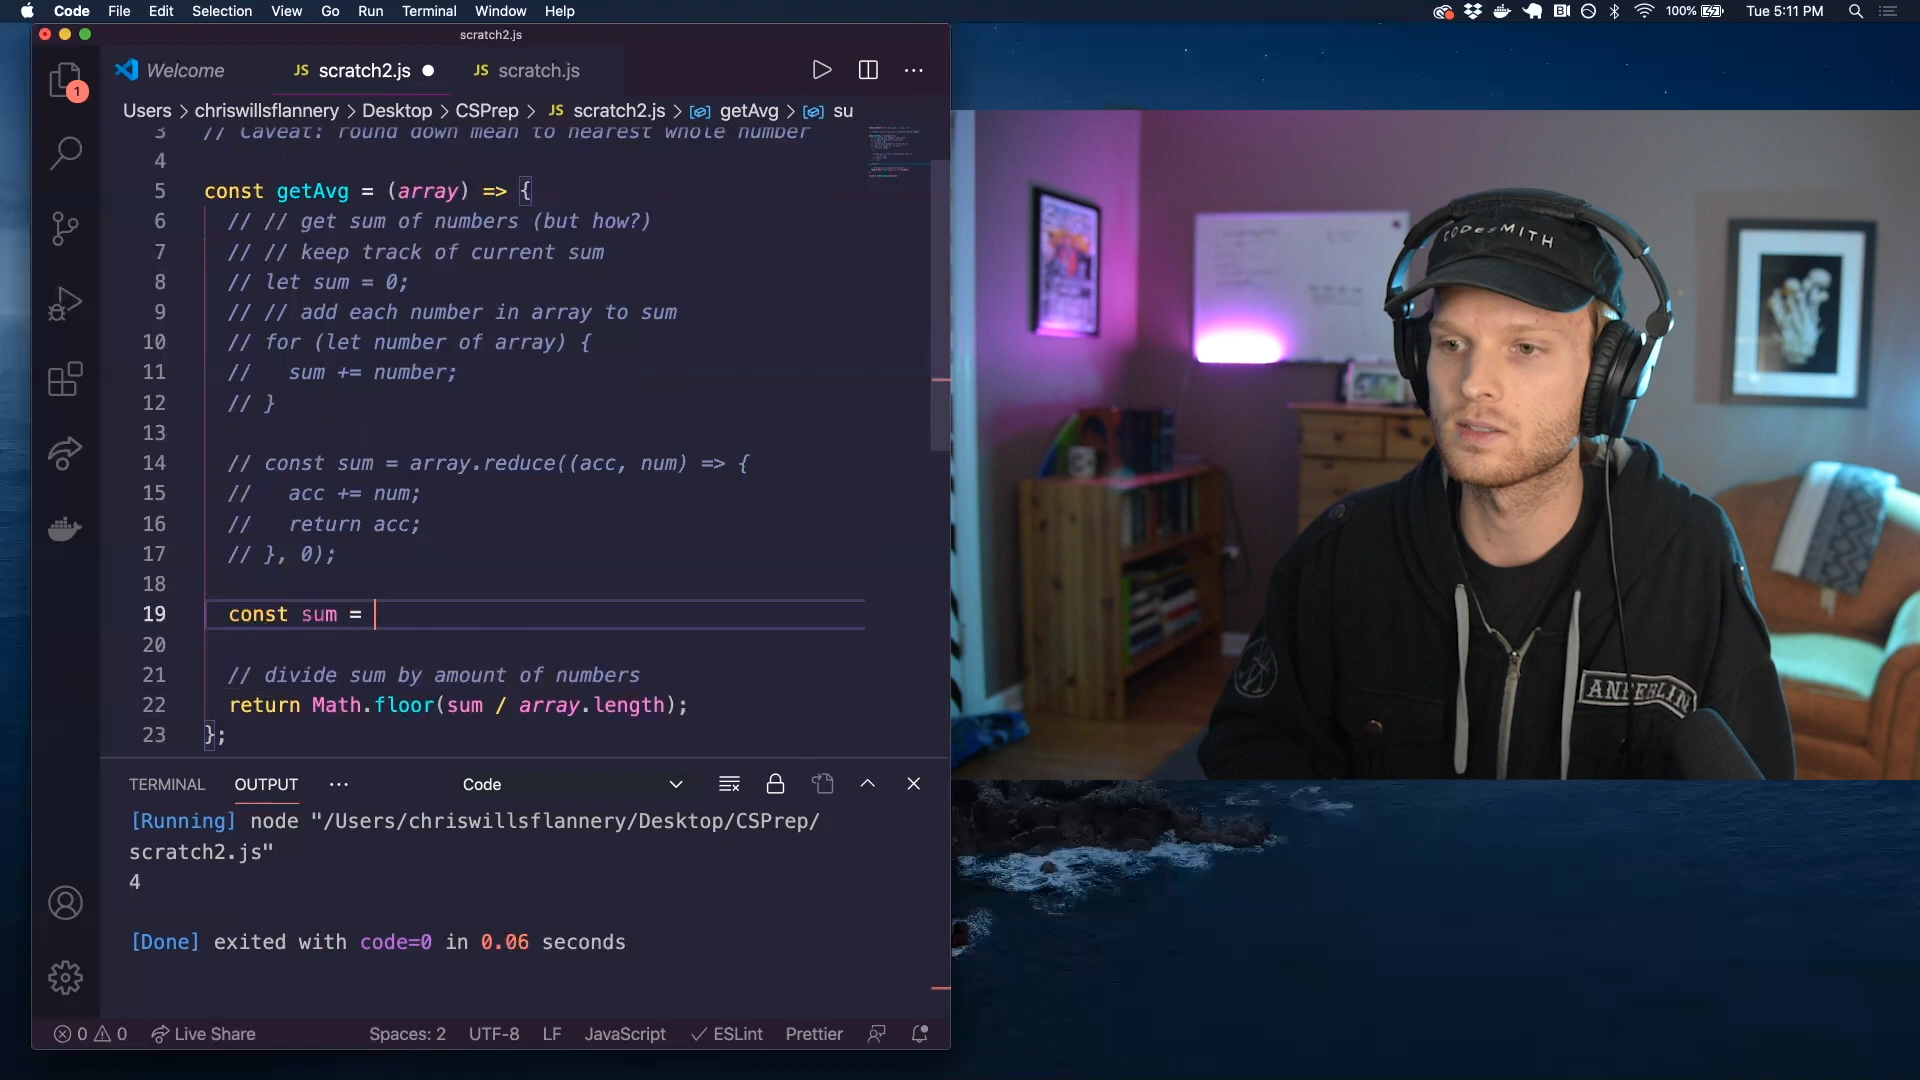 Code File Edit Selection View Go Run Terminal Window Help
100% Tue 5:11 PM
scratch2.js
Welcome JS scratch2.js JS scratch.js
Users > chriswillsflannery > Desktop > CSPrep > JS scratch2.js > getAvg > su
1
3 // Caveat: round down mean to nearest whole number
4
5 const getAvg = (array) => {
6 // // get sum of numbers (but how?)
7 // // keep track of current sum
8 // let sum = 0;
9 // // add each number in array to sum
10 // for (let number of array) {
11 //   sum += number;
12 // }
13
14 // const sum = array.reduce((acc, num) => {
15 //   acc += num;
16 //   return acc;
17 // }, 0);
18
19 const sum =
20
21 // divide sum by amount of numbers
22 return Math.floor(sum / array.length);
23 };
TERMINAL OUTPUT ... Code
[Running] node "/Users/chriswillsflannery/Desktop/CSPrep/
scratch2.js"
4
[Done] exited with code=0 in 0.06 seconds
0 0 Live Share Spaces: 2 UTF-8 LF JavaScript ESLint Prettier
CODESMITH